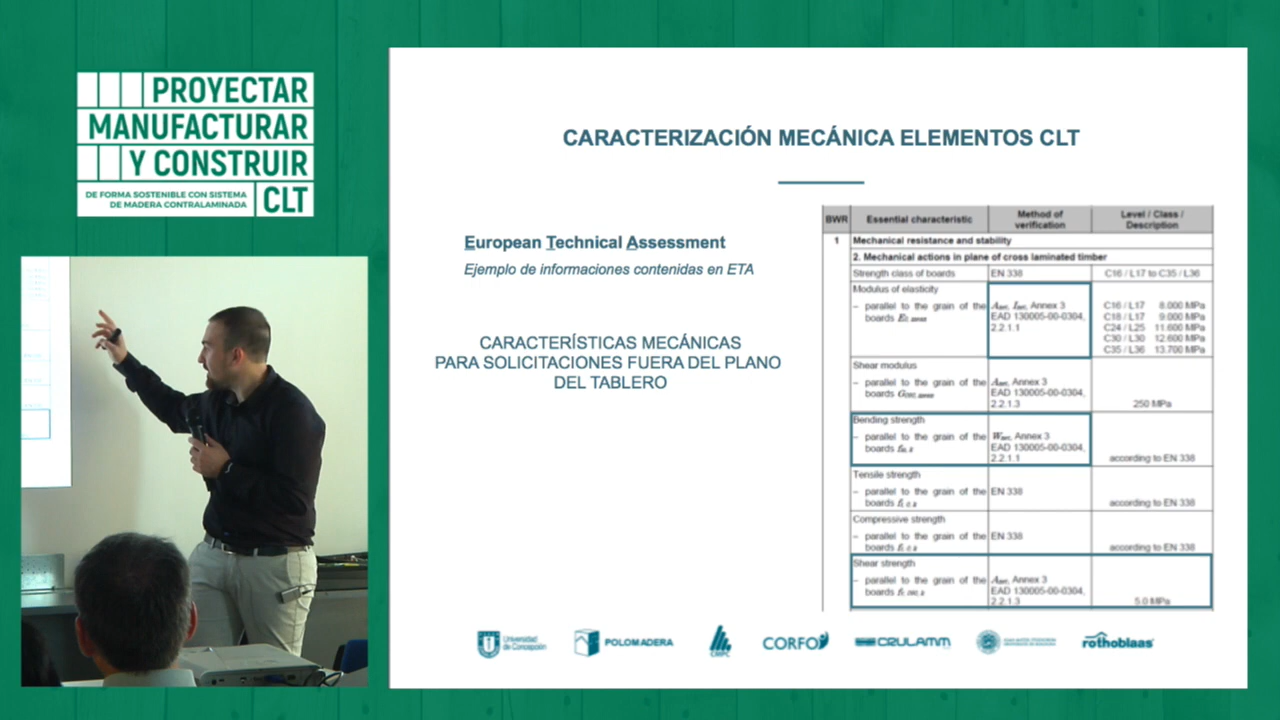 PROYECTAR
MANUFACTURAR
Y CONSTRUIR
DE FORMA SOSTENIBLE CON SISTEMA
DE MADERA CONTRALAMINADA
CLT
CARACTERIZACIÓN MECÁNICA ELEMENTOS CLT
European Technical Assessment
Ejemplo de informaciones contenidas en ETA
CARACTERÍSTICAS MECÁNICAS
PARA SOLICITACIONES FUERA DEL PLANO
DEL TABLERO
BWR Essential characteristic Method of verification Level / Class / Description
1 Mechanical resistance and stability
2. Mechanical actions in plane of cross laminated timber
Strength class of boards EN 338 C16 / L17 to C35 / L36
Modulus of elasticity
– parallel to the grain of the boards
Annex 3
EAD 130005-00-0304,
2.2.1.1
C16 / L17 8.000 MPa
C18 / L17 9.000 MPa
C24 / L25 11.600 MPa
C30 / L30 12.600 MPa
C35 / L36 13.700 MPa
Shear modulus
– parallel to the grain of the boards
Annex 3
EAD 130005-00-0304,
2.2.1.3
250 MPa
Bending strength
– parallel to the grain of the boards
Annex 3
EAD 130005-00-0304,
2.2.1.1
according to EN 338
Tensile strength
– parallel to the grain of the boards
EN 338
according to EN 338
Compressive strength
– parallel to the grain of the boards
EN 338
according to EN 338
Shear strength
– parallel to the grain of the boards
Annex 3
EAD 130005-00-0304,
2.2.1.3
5.0 MPa
Universidad
de Concepción
POLOMADERA
CMPC
CORFO
CRULAMM
rothoblaas